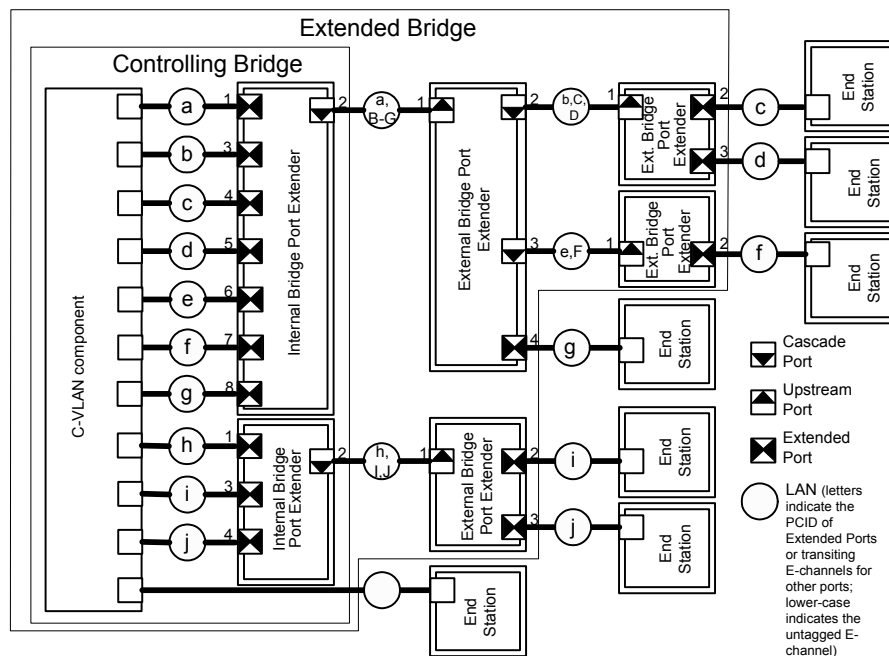 Extended Bridge
Controlling Bridge
C-VLAN component
a
b
c
d
e
f
g
h
i
j
1
3
4
5
6
7
8
2
Internal Bridge Port Extender
1
3
4
2
Internal Bridge
Port Extender
a,
B-G
1
2
3
4
External Bridge Port
Extender
b,C,
D
1
2
3
Ext. Bridge
Port
Extender
c
End
Station
d
End
Station
e,F
1
2
Ext. Bridge
Port
Extender
f
End
Station
g
End
Station
h,
I,J
1
2
3
External Bridge
Port Extender
i
End
Station
j
End
Station
End
Station
Cascade
Port
Upstream
Port
Extended
Port
LAN (letters
indicate the
PCID of
Extended Ports
or transiting
E-channels for
other ports;
lower-case
indicates the
untagged E-
channel)